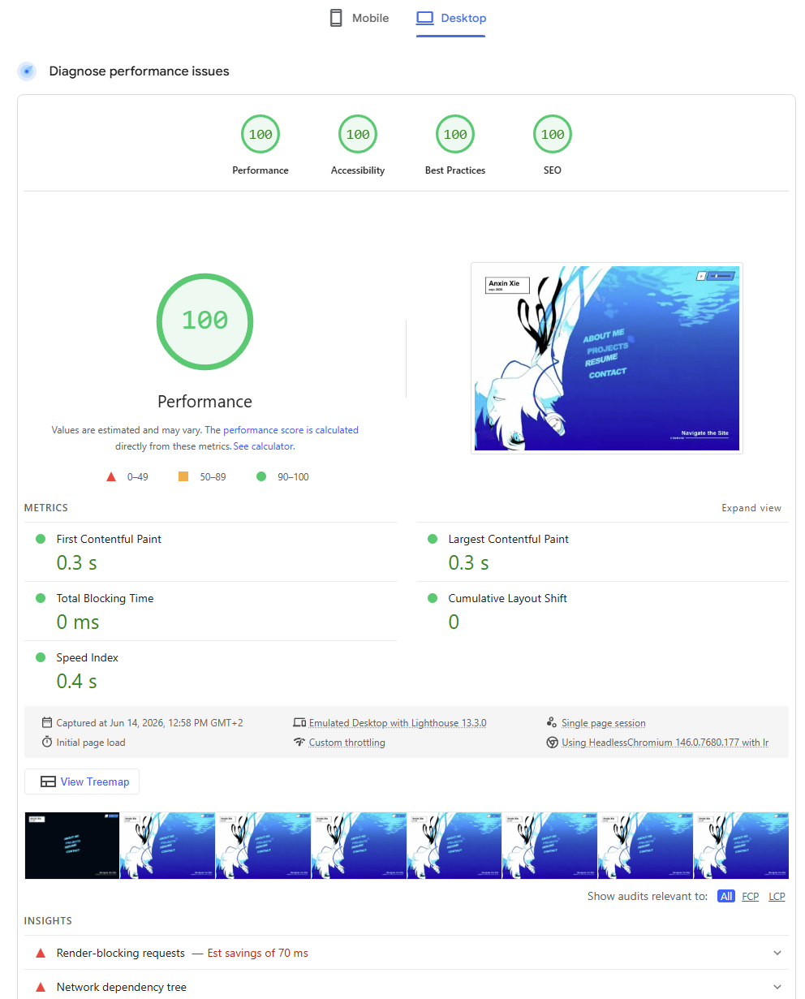 Mobile
Desktop
Diagnose performance issues
100
100
100
100
Performance
Accessibility
Best Practices
SEO
100
Performance
Values are estimated and may vary. The performance score is calculated
directly from these metrics. See calculator.
0–49
50–89
90–100
Anxin Xie
ABOUT ME
PROJECTS
RESUME
CONTACT
Navigate the Site
METRICS
Expand view
First Contentful Paint
0.3 s
Largest Contentful Paint
0.3 s
Total Blocking Time
0 ms
Cumulative Layout Shift
0
Speed Index
0.4 s
Captured at Jun 14, 2026, 12:58 PM GMT+2
Emulated Desktop with Lighthouse 13.3.0
Single page session
Initial page load
Custom throttling
Using HeadlessChromium 146.0.7680.177 with lr
View Treemap
Show audits relevant to: All FCP LCP
INSIGHTS
Render-blocking requests — Est savings of 70 ms
Network dependency tree